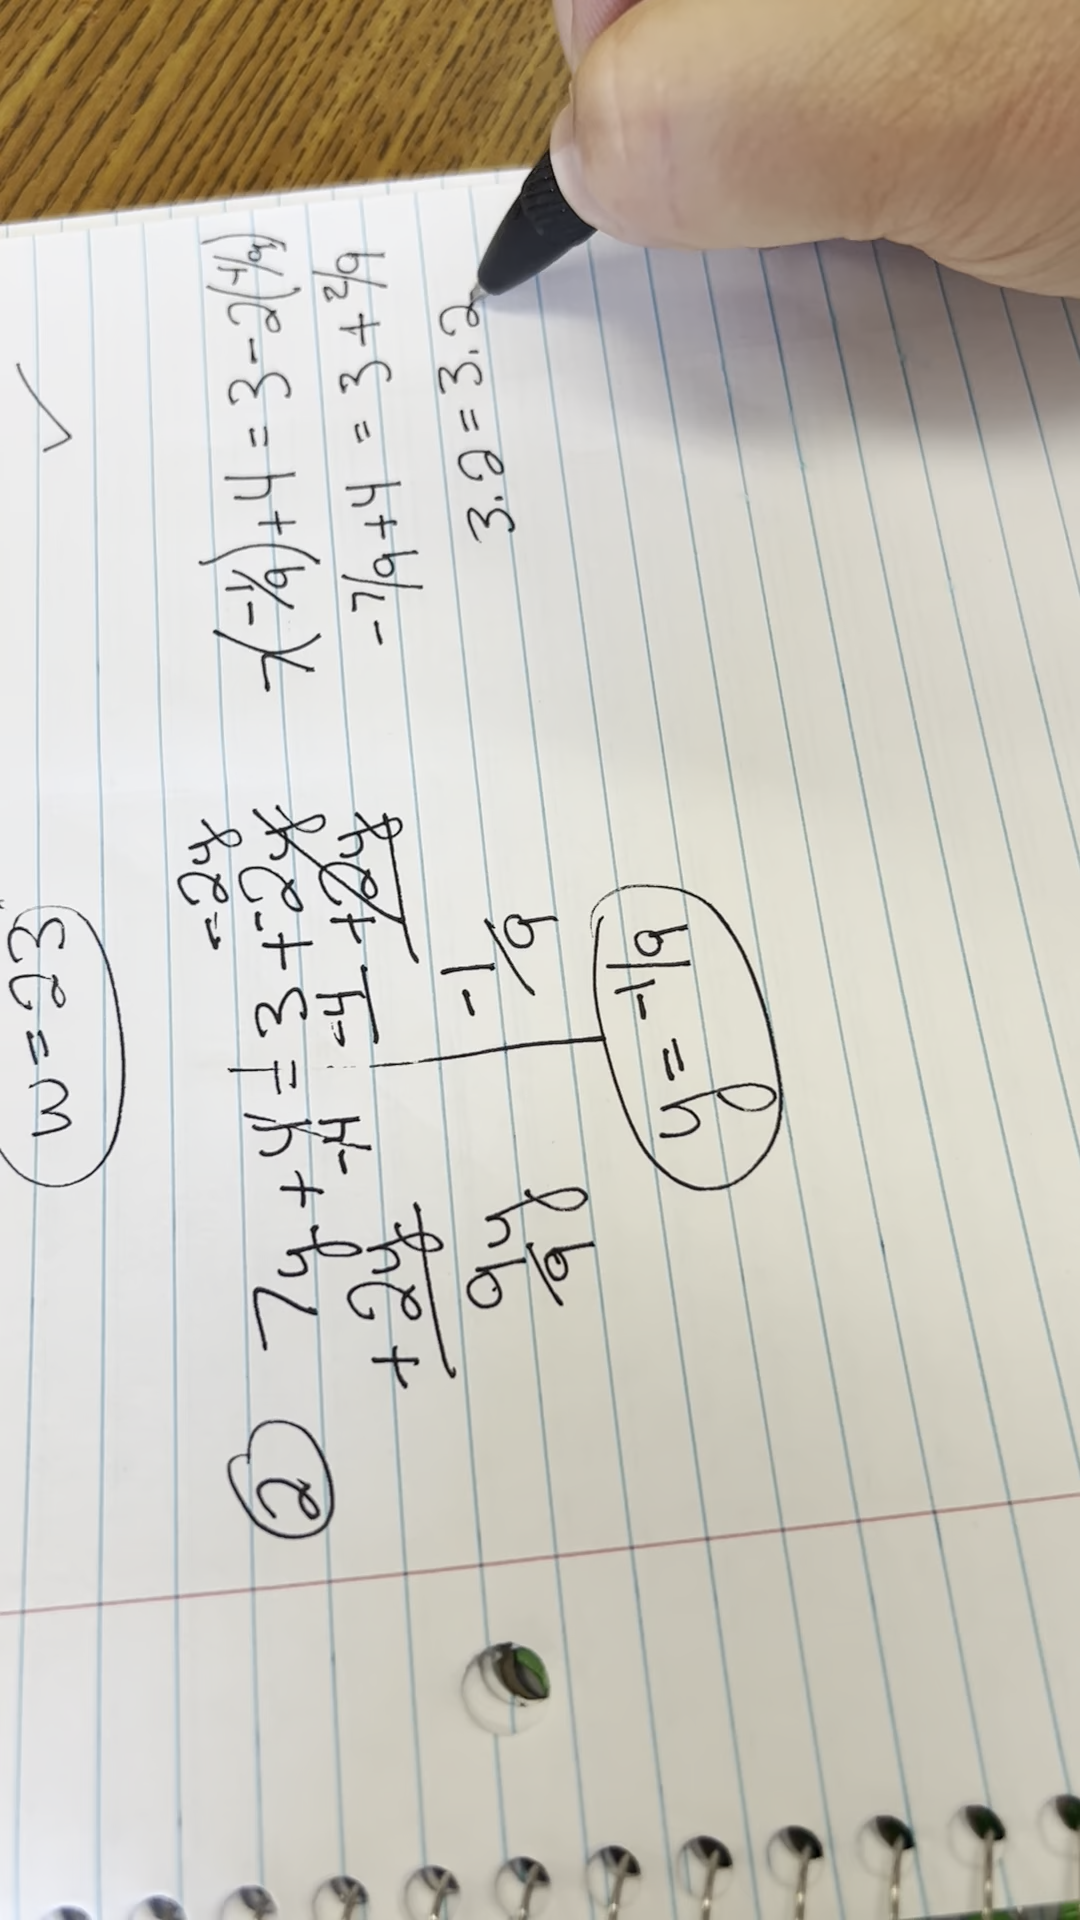 w = 23
-2y
② 7y + 4 = 3 + -2y
+ 2y -4 -4 +2y
9y/9 -1/9
y = -1/9
7(-1/9) + 4 = 3 - 2(-1/9)
-7/9 + 4 = 3 + 2/9
3.2 = 3.2